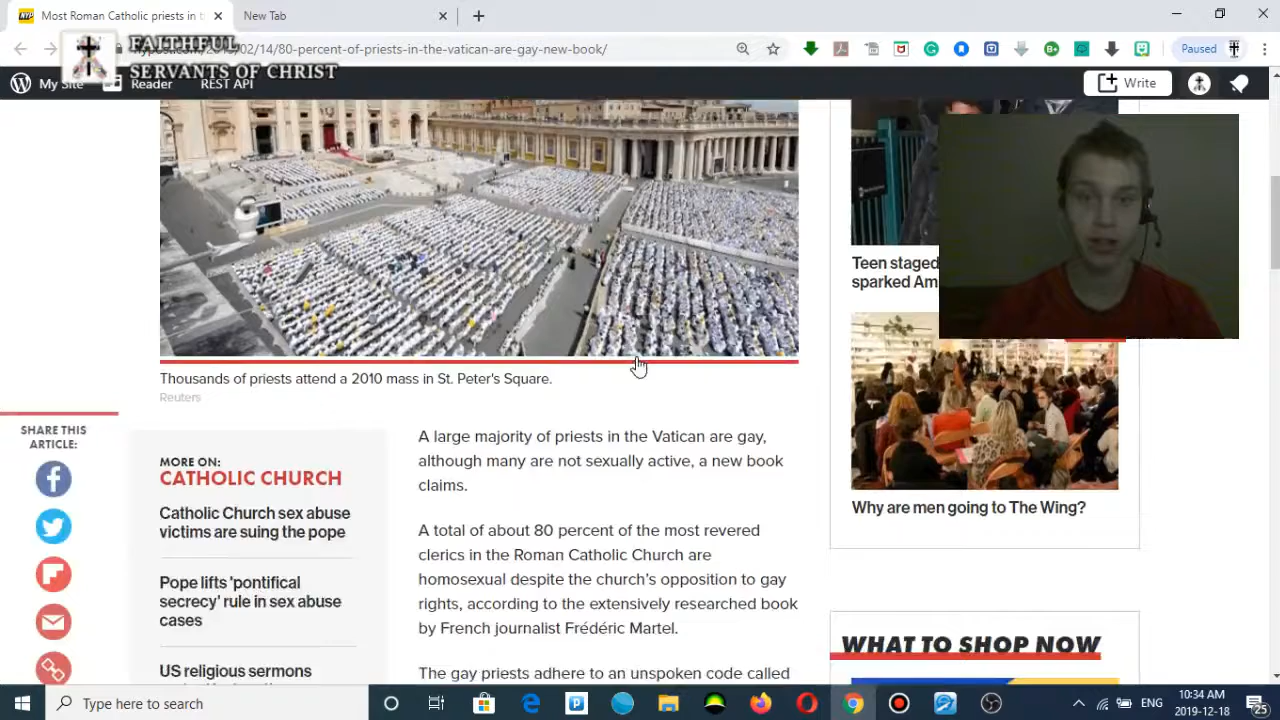 Most Roman Catholic priests in t
New Tab
nypost.com/2019/02/14/80-percent-of-priests-in-the-vatican-are-gay-new-book/
Paused
FAITHFUL
SERVANTS OF CHRIST
My Site
Reader
REST API
Write
Thousands of priests attend a 2010 mass in St. Peter's Square.
Reuters
SHARE THIS
ARTICLE:
MORE ON:
CATHOLIC CHURCH
Catholic Church sex abuse
victims are suing the pope
Pope lifts 'pontifical
secrecy' rule in sex abuse
cases
US religious sermons
A large majority of priests in the Vatican are gay,
although many are not sexually active, a new book
claims.
A total of about 80 percent of the most revered
clerics in the Roman Catholic Church are
homosexual despite the church's opposition to gay
rights, according to the extensively researched book
by French journalist Frédéric Martel.
The gay priests adhere to an unspoken code called
Teen staged
sparked Am
Why are men going to The Wing?
WHAT TO SHOP NOW
Type here to search
ENG
10:34 AM
2019-12-18
25